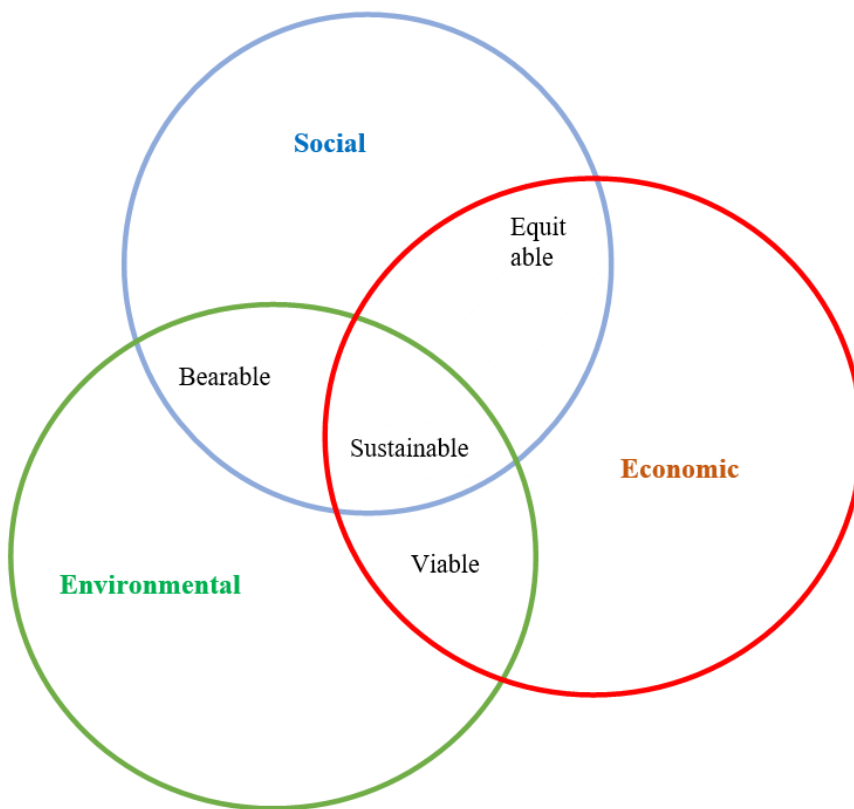 Social
Equit
able
Bearable
Sustainable
Economic
Viable
Environmental